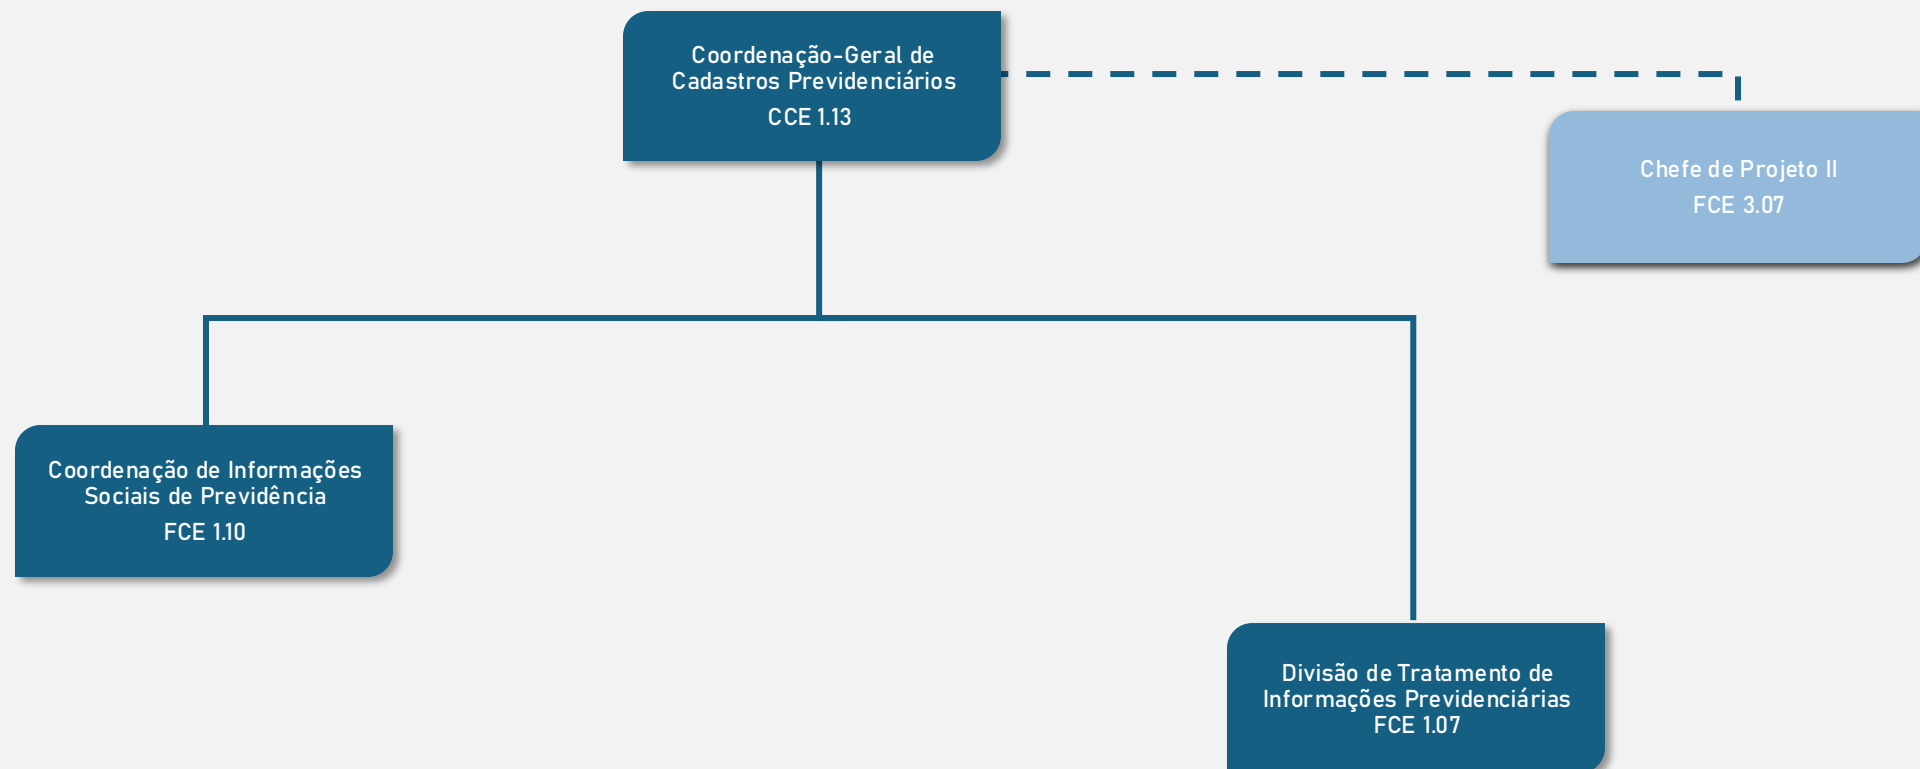 Coordenação-Geral de
Cadastros Previdenciários
CCE 1.13
Chefe de Projeto II
FCE 3.07
Coordenação de Informações
Sociais de Previdência
FCE 1.10
Divisão de Tratamento de
Informações Previdenciárias
FCE 1.07